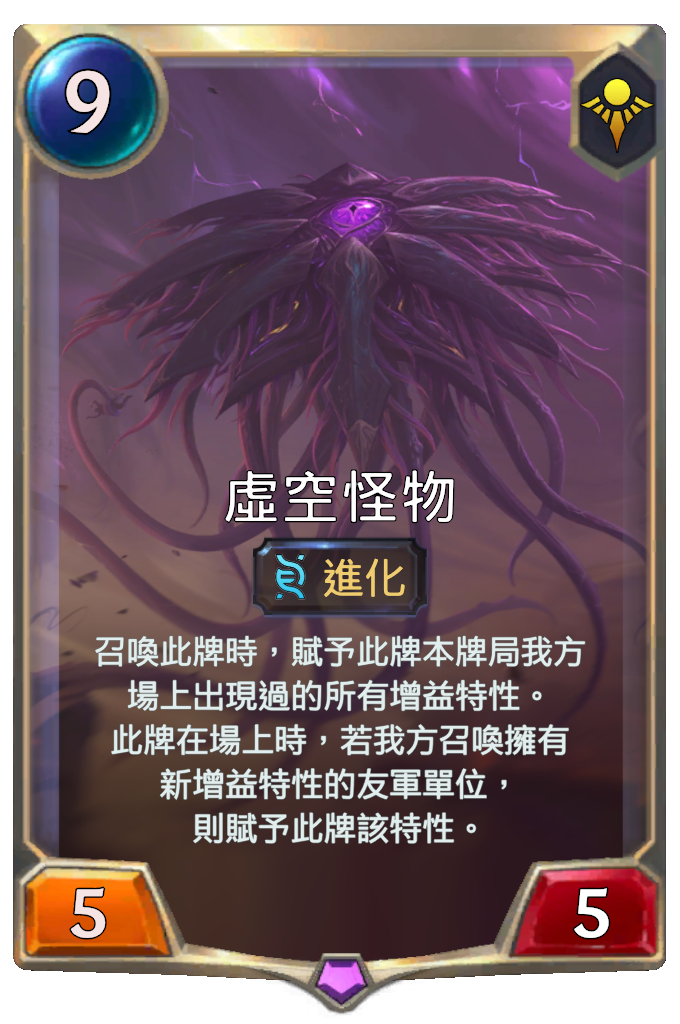 9
虛空怪物
進化
召喚此牌時，賦予此牌本牌局我方
場上出現過的所有增益特性。
此牌在場上時，若我方召喚擁有
新增益特性的友軍單位，
則賦予此牌該特性。
5
5